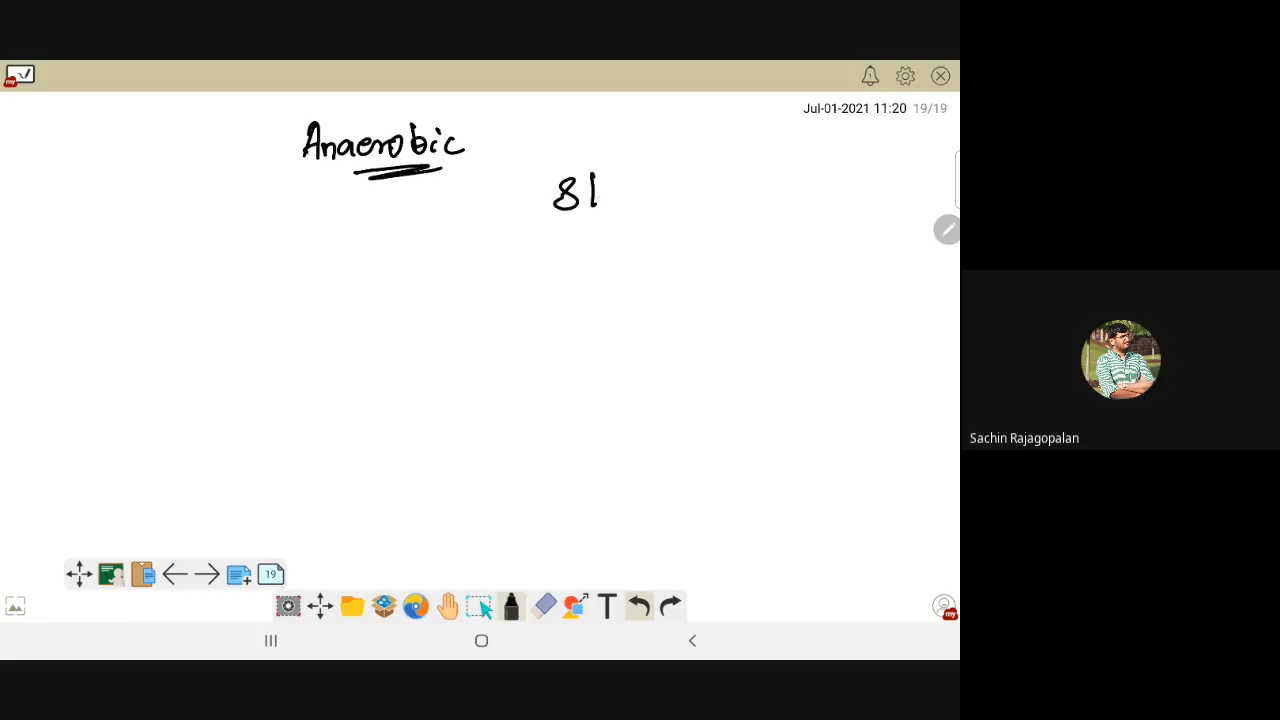 Jul-01-2021 11:20 19/19
Anaerobic
81
Sachin Rajagopalan
19
T